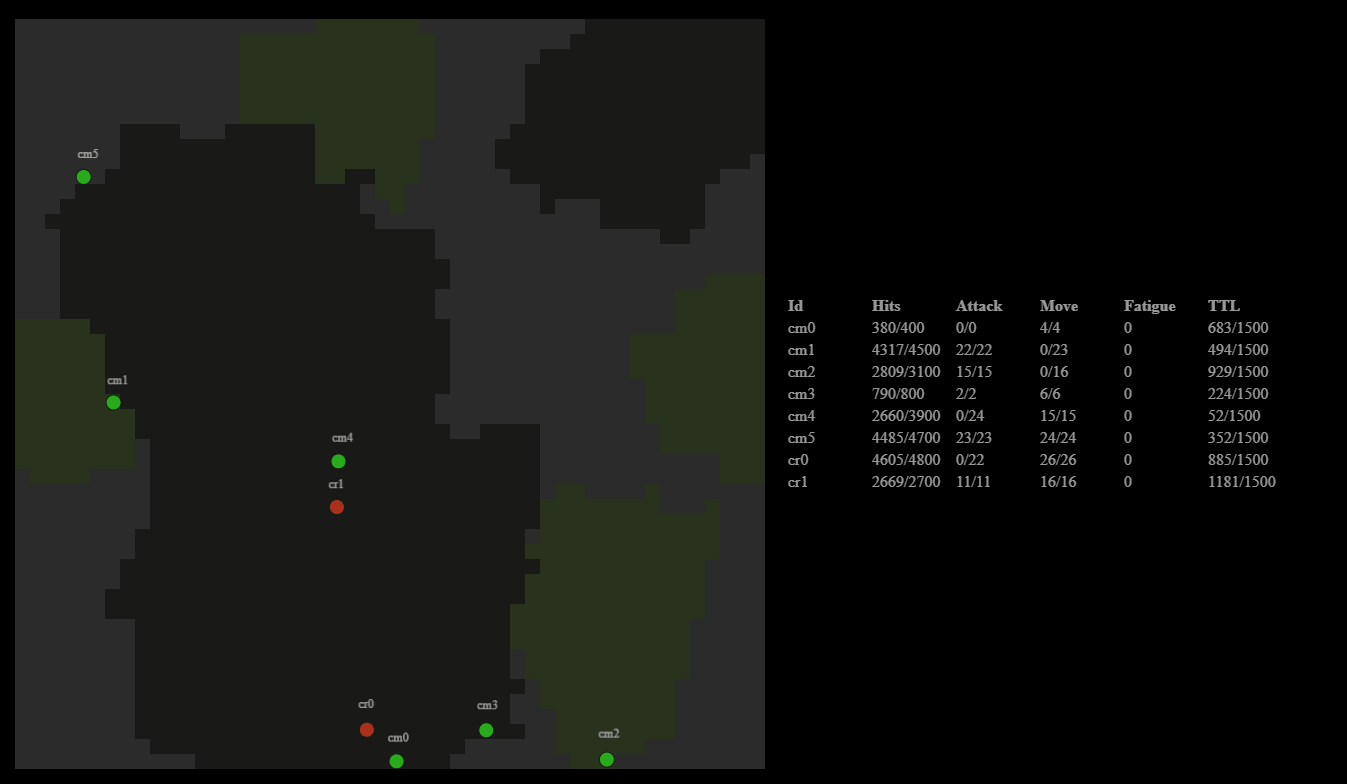 cm5
cm1
cm4
cr1
cr0
cm3
cm0
cm2
Id Hits Attack Move Fatigue TTL
cm0 380/400 0/0 4/4 0 683/1500
cm1 4317/4500 22/22 0/23 0 494/1500
cm2 2809/3100 15/15 0/16 0 929/1500
cm3 790/800 2/2 6/6 0 224/1500
cm4 2660/3900 0/24 15/15 0 52/1500
cm5 4485/4700 23/23 24/24 0 352/1500
cr0 4605/4800 0/22 26/26 0 885/1500
cr1 2669/2700 11/11 16/16 0 1181/1500